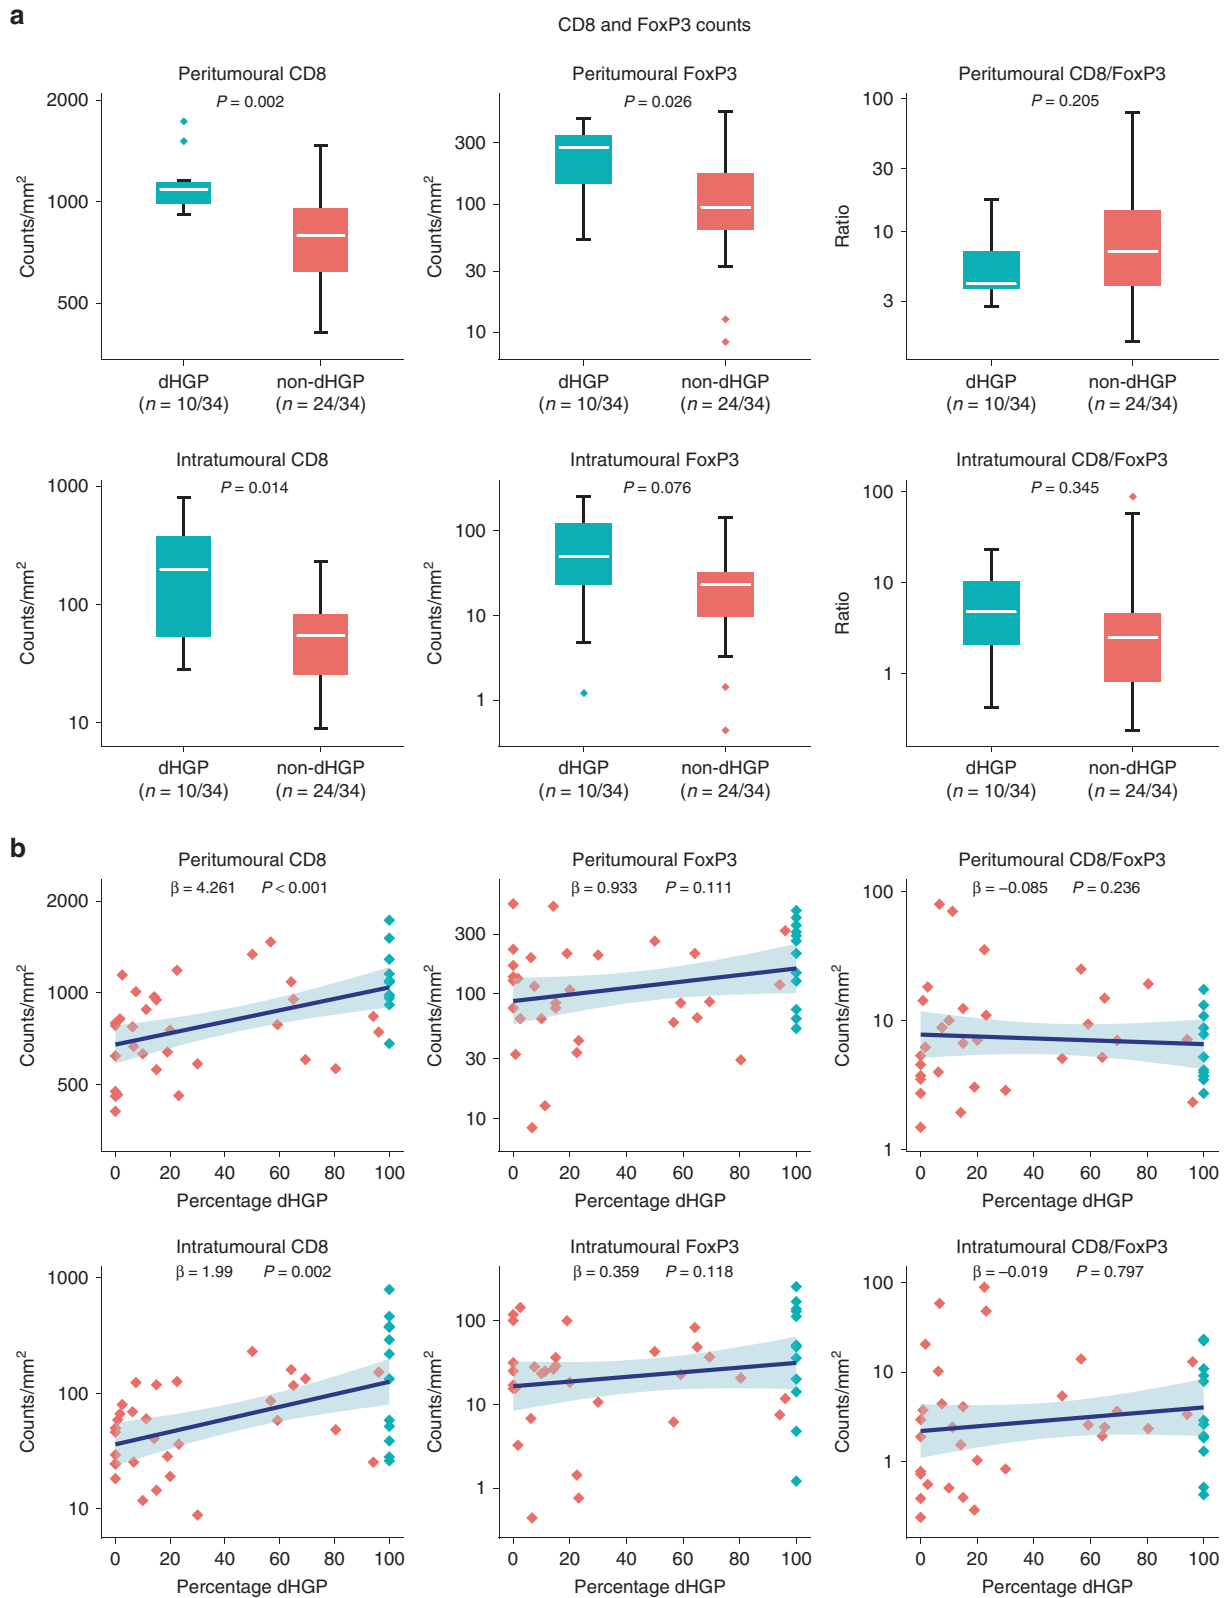 a
CD8 and FoxP3 counts
Peritumoural CD8
P = 0.002
Counts/mm²
2000
1000
500
dHGP
(n = 10/34)
non-dHGP
(n = 24/34)
Peritumoural FoxP3
P = 0.026
Counts/mm²
300
100
30
10
dHGP
(n = 10/34)
non-dHGP
(n = 24/34)
Peritumoural CD8/FoxP3
P = 0.205
Ratio
100
30
10
3
dHGP
(n = 10/34)
non-dHGP
(n = 24/34)
Intratumoural CD8
P = 0.014
Counts/mm²
1000
100
10
dHGP
(n = 10/34)
non-dHGP
(n = 24/34)
Intratumoural FoxP3
P = 0.076
Counts/mm²
100
10
1
dHGP
(n = 10/34)
non-dHGP
(n = 24/34)
Intratumoural CD8/FoxP3
P = 0.345
Ratio
100
10
1
dHGP
(n = 10/34)
non-dHGP
(n = 24/34)
b
Peritumoural CD8
β = 4.261 P < 0.001
Counts/mm²
2000
1000
500
0 20 40 60 80 100
Percentage dHGP
Peritumoural FoxP3
β = 0.933 P = 0.111
Counts/mm²
300
100
30
10
0 20 40 60 80 100
Percentage dHGP
Peritumoural CD8/FoxP3
β = −0.085 P = 0.236
Counts/mm²
100
10
1
0 20 40 60 80 100
Percentage dHGP
Intratumoural CD8
β = 1.99 P = 0.002
Counts/mm²
1000
100
10
0 20 40 60 80 100
Percentage dHGP
Intratumoural FoxP3
β = 0.359 P = 0.118
Counts/mm²
100
10
1
0 20 40 60 80 100
Percentage dHGP
Intratumoural CD8/FoxP3
β = −0.019 P = 0.797
Counts/mm²
100
10
1
0 20 40 60 80 100
Percentage dHGP